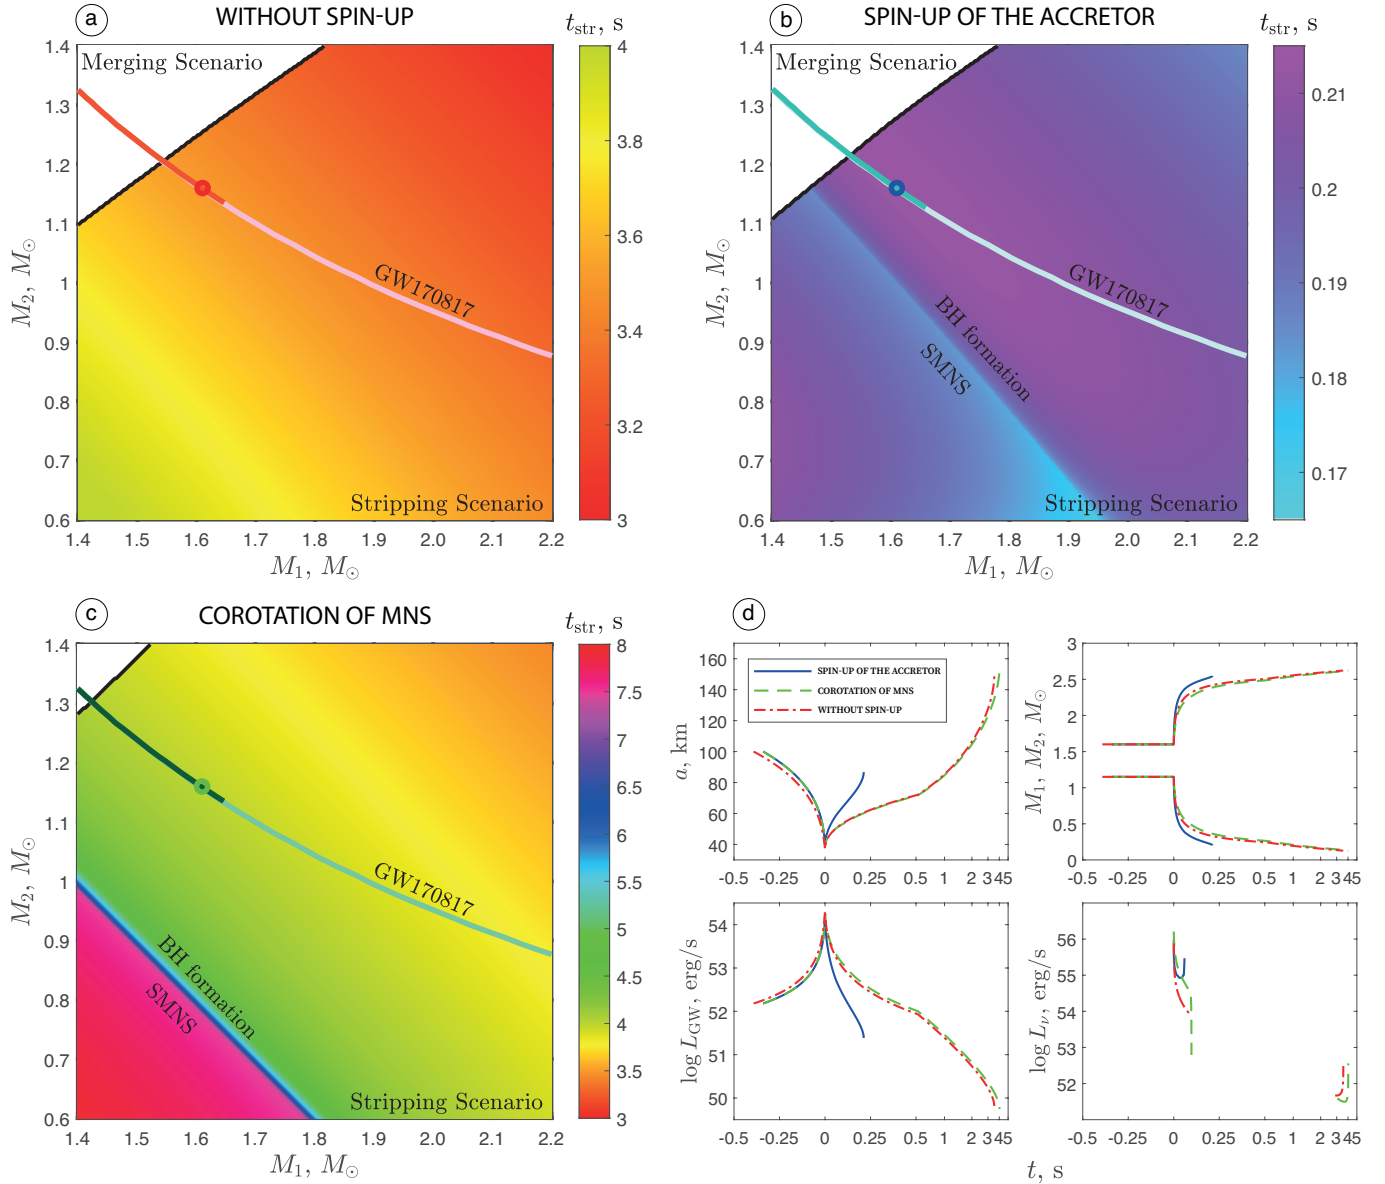 a WITHOUT SPIN-UP
t_str, s
1.4
1.3
1.2
1.1
1
0.9
0.8
0.7
0.6
M_2, M_⊙
Merging Scenario
GW170817
Stripping Scenario
1.4 1.5 1.6 1.7 1.8 1.9 2.0 2.1 2.2
M_1, M_⊙
4
3.8
3.6
3.4
3.2
3
b SPIN-UP OF THE ACCRETOR
t_str, s
1.4
1.3
1.2
1.1
1
0.9
0.8
0.7
0.6
M_2, M_⊙
Merging Scenario
GW170817
BH formation
SMNS
Stripping Scenario
1.4 1.5 1.6 1.7 1.8 1.9 2.0 2.1 2.2
M_1, M_⊙
0.21
0.2
0.19
0.18
0.17
c COROTATION OF MNS
t_str, s
1.4
1.3
1.2
1.1
1
0.9
0.8
0.7
0.6
M_2, M_⊙
GW170817
BH formation
SMNS
Stripping Scenario
1.4 1.5 1.6 1.7 1.8 1.9 2.0 2.1 2.2
M_1, M_⊙
8
7.5
7
6.5
6
5.5
5
4.5
4
3.5
3
d
160
140
120
100
80
60
40
a, km
SPIN-UP OF THE ACCRETOR
COROTATION OF MNS
WITHOUT SPIN-UP
-0.5 -0.25 0 0.25 0.5 1 2 3 4 5
3
2.5
2
1.5
1
0.5
0
M_1, M_2, M_⊙
-0.5 -0.25 0 0.25 0.5 1 2 3 4 5
54
53
52
51
50
log L_GW, erg/s
-0.5 -0.25 0 0.25 0.5 1 2 3 4 5
56
55
54
53
52
log L_ν, erg/s
-0.5 -0.25 0 0.25 0.5 1 2 3 4 5
t, s